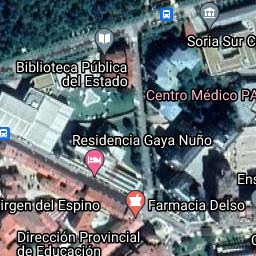 Soria Sur C
Biblioteca Pública
del Estado
Centro Médico PA
Residencia Gaya Nuño
Ens
irgen del Espino
Farmacia Delso
Dirección Provincial
de Educación